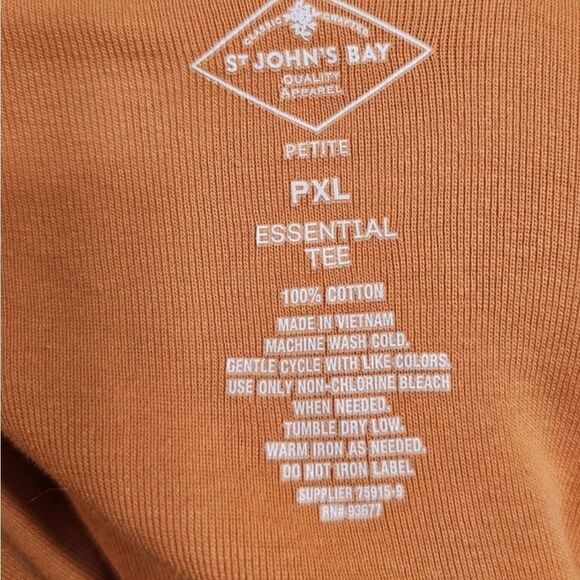 CLASSIC CRAFTED
ST JOHN'S BAY
QUALITY
APPAREL
PETITE
PXL
ESSENTIAL
TEE
100% COTTON
MADE IN VIETNAM
MACHINE WASH COLD.
GENTLE CYCLE WITH LIKE COLORS.
USE ONLY NON-CHLORINE BLEACH
WHEN NEEDED.
TUMBLE DRY LOW.
WARM IRON AS NEEDED.
DO NOT IRON LABEL
SUPPLIER 75915-9
RN# 93677